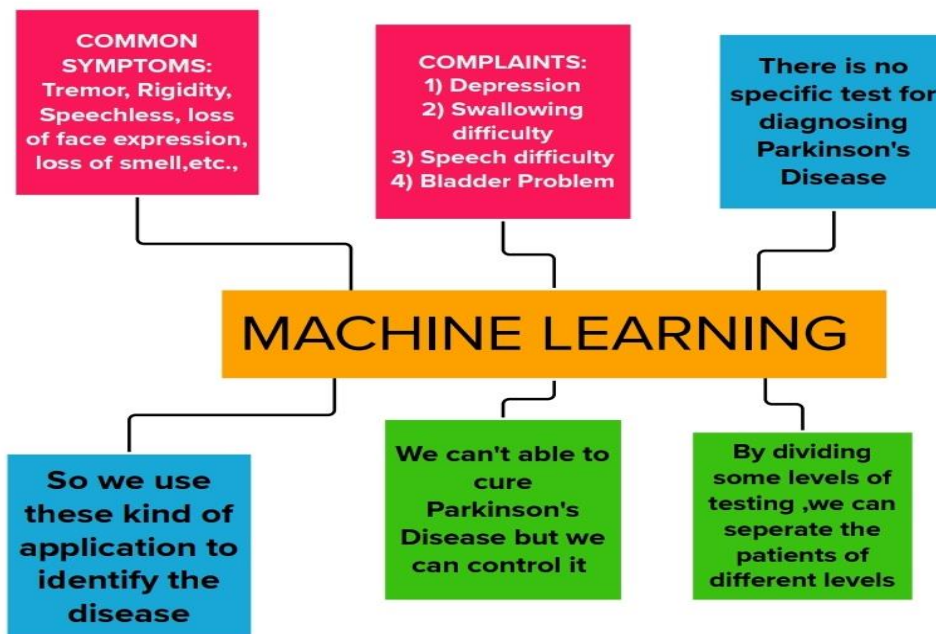 COMMON
SYMPTOMS:
Tremor, Rigidity,
Speechless, loss
of face expression,
loss of smell,etc.,
COMPLAINTS:
1) Depression
2) Swallowing
difficulty
3) Speech difficulty
4) Bladder Problem
There is no
specific test for
diagnosing
Parkinson's
Disease
MACHINE LEARNING
So we use
these kind of
application to
identify the
disease
We can't able to
cure
Parkinson's
Disease but we
can control it
By dividing
some levels of
testing ,we can
seperate the
patients of
different levels